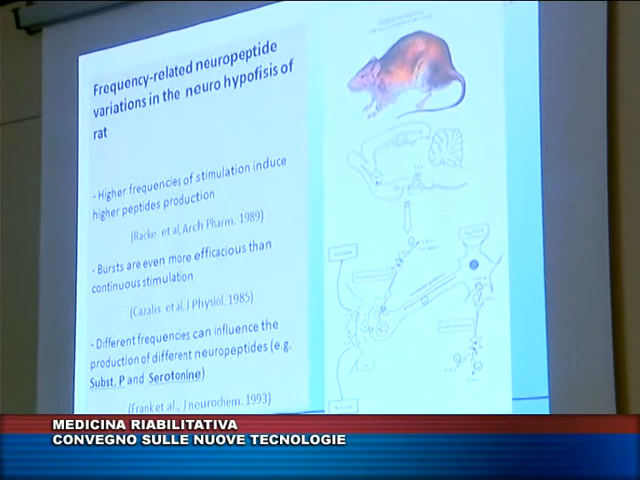 Frequency-related neuropeptide
variations in the neuro hypofisis of
rat
- Higher frequencies of stimulation induce
higher peptides production
(Racke et al, Arch Pharm. 1989)
- Bursts are even more efficacious than
continuous stimulation
(Cazalis et al, J Physiol, 1985)
- Different frequencies can influence the
production of different neuropeptides (e.g.
Subst. P and Serotonine)
(Frank et al., J neurochem. 1993)
MEDICINA RIABILITATIVA
CONVEGNO SULLE NUOVE TECNOLOGIE